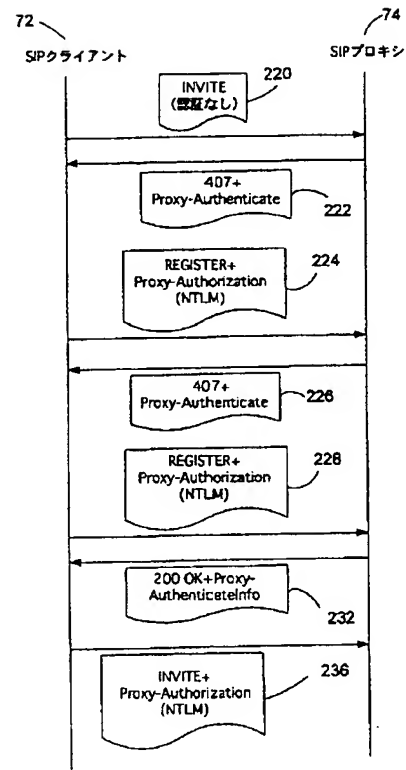 72
74
SIPクライアント
SIPプロキシ
220
INVITE
(認証なし)
407+
Proxy-Authenticate
222
REGISTER+
Proxy-Authorization
(NTLM)
224
407+
Proxy-Authenticate
226
REGISTER+
Proxy-Authorization
(NTLM)
228
200 OK+Proxy-
AuthenticateInfo
232
INVITE+
Proxy-Authorization
(NTLM)
236